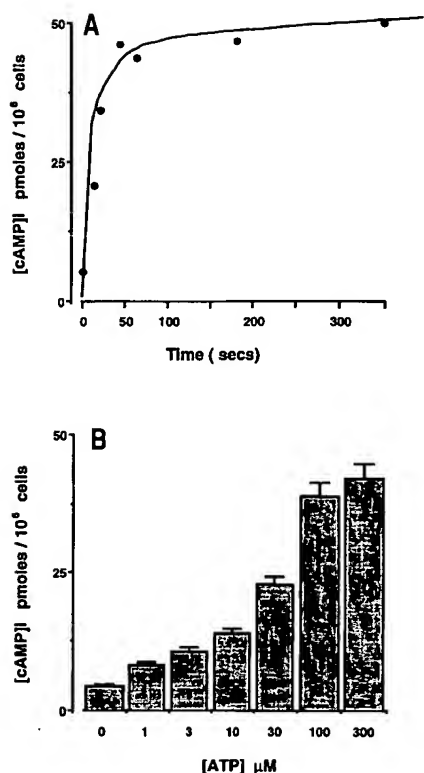 A
50
25
0
[cAMP]I pmoles / 10⁶ cells
0 50 100 200 300
Time ( secs)
B
50
25
0
[cAMP]I pmoles / 10⁶ cells
0 1 3 10 30 100 300
[ATP] µM